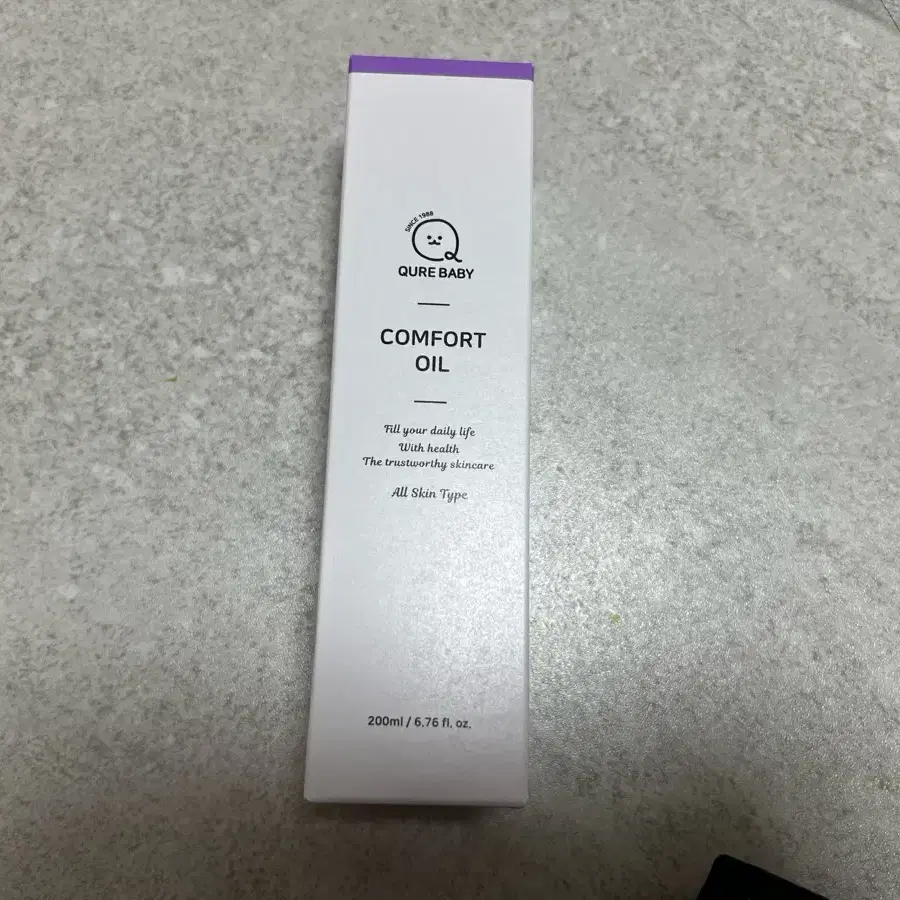 SINCE 1988
QURE BABY
COMFORT
OIL
Fill your daily life
With health
The trustworthy skincare
All Skin Type
200ml / 6.76 fl. oz.